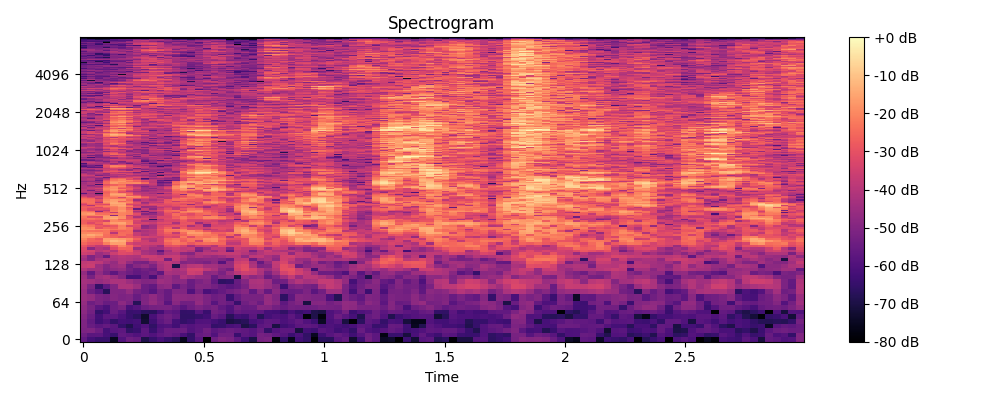 Spectrogram
Hz
4096
2048
1024
512
256
128
64
0
0 0.5 1 1.5 2 2.5
Time
+0 dB
-10 dB
-20 dB
-30 dB
-40 dB
-50 dB
-60 dB
-70 dB
-80 dB